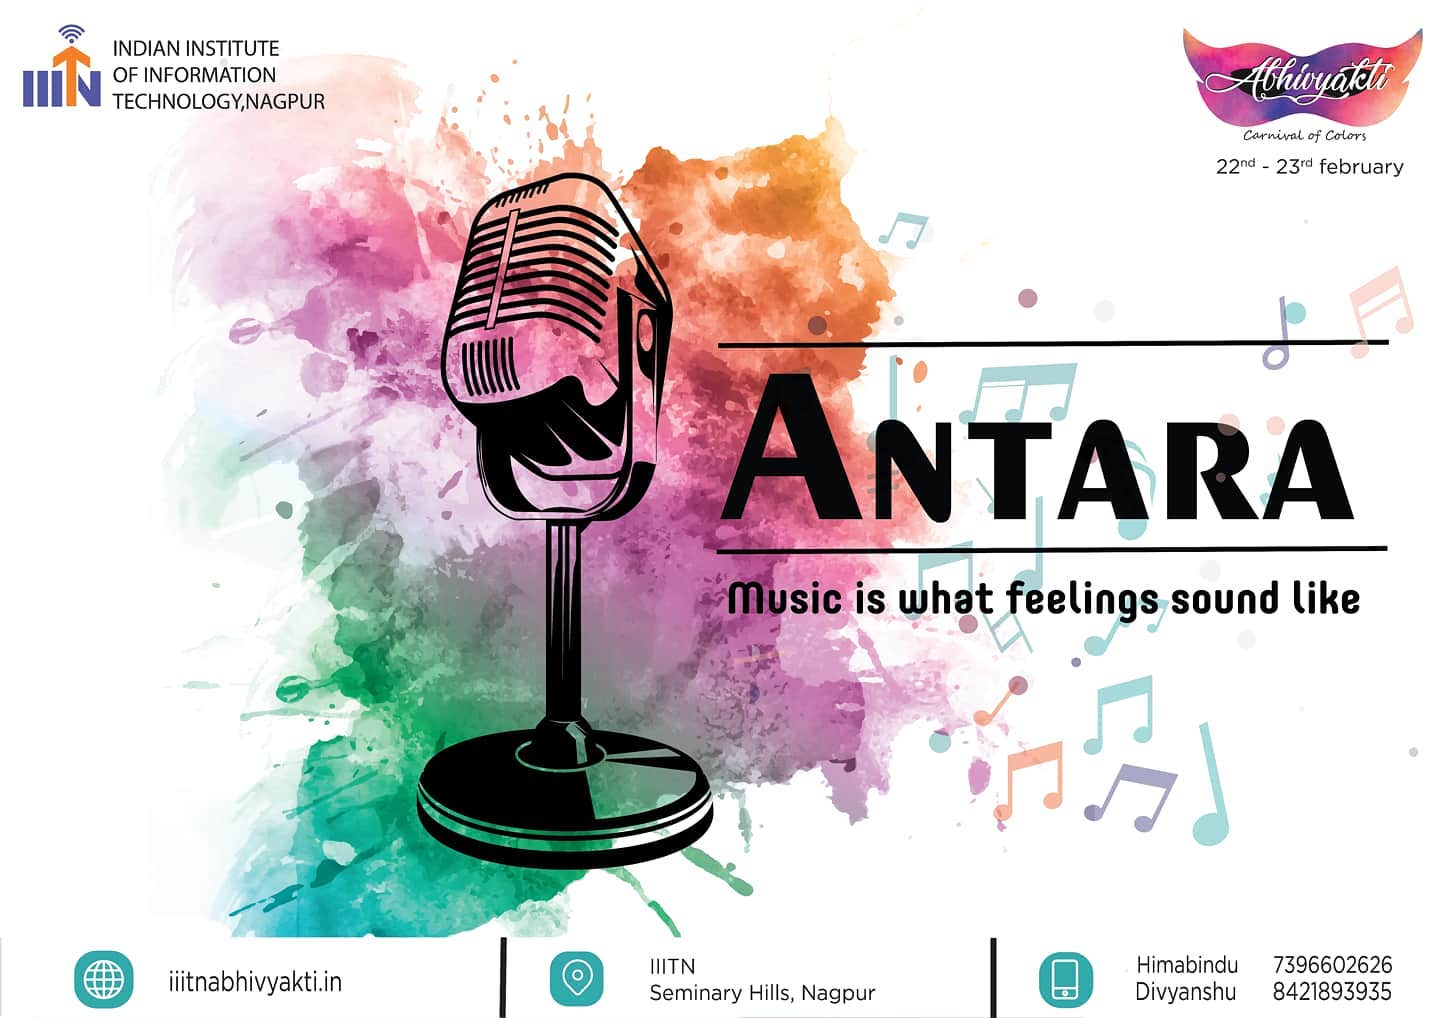 IIITN
INDIAN INSTITUTE
OF INFORMATION
TECHNOLOGY,NAGPUR
Abhivyakti
Carnival of Colors
22nd - 23rd february
ANTARA
Music is what feelings sound like
iiitnabhivyakti.in
IIITN
Seminary Hills, Nagpur
Himabindu 7396602626
Divyanshu 8421893935